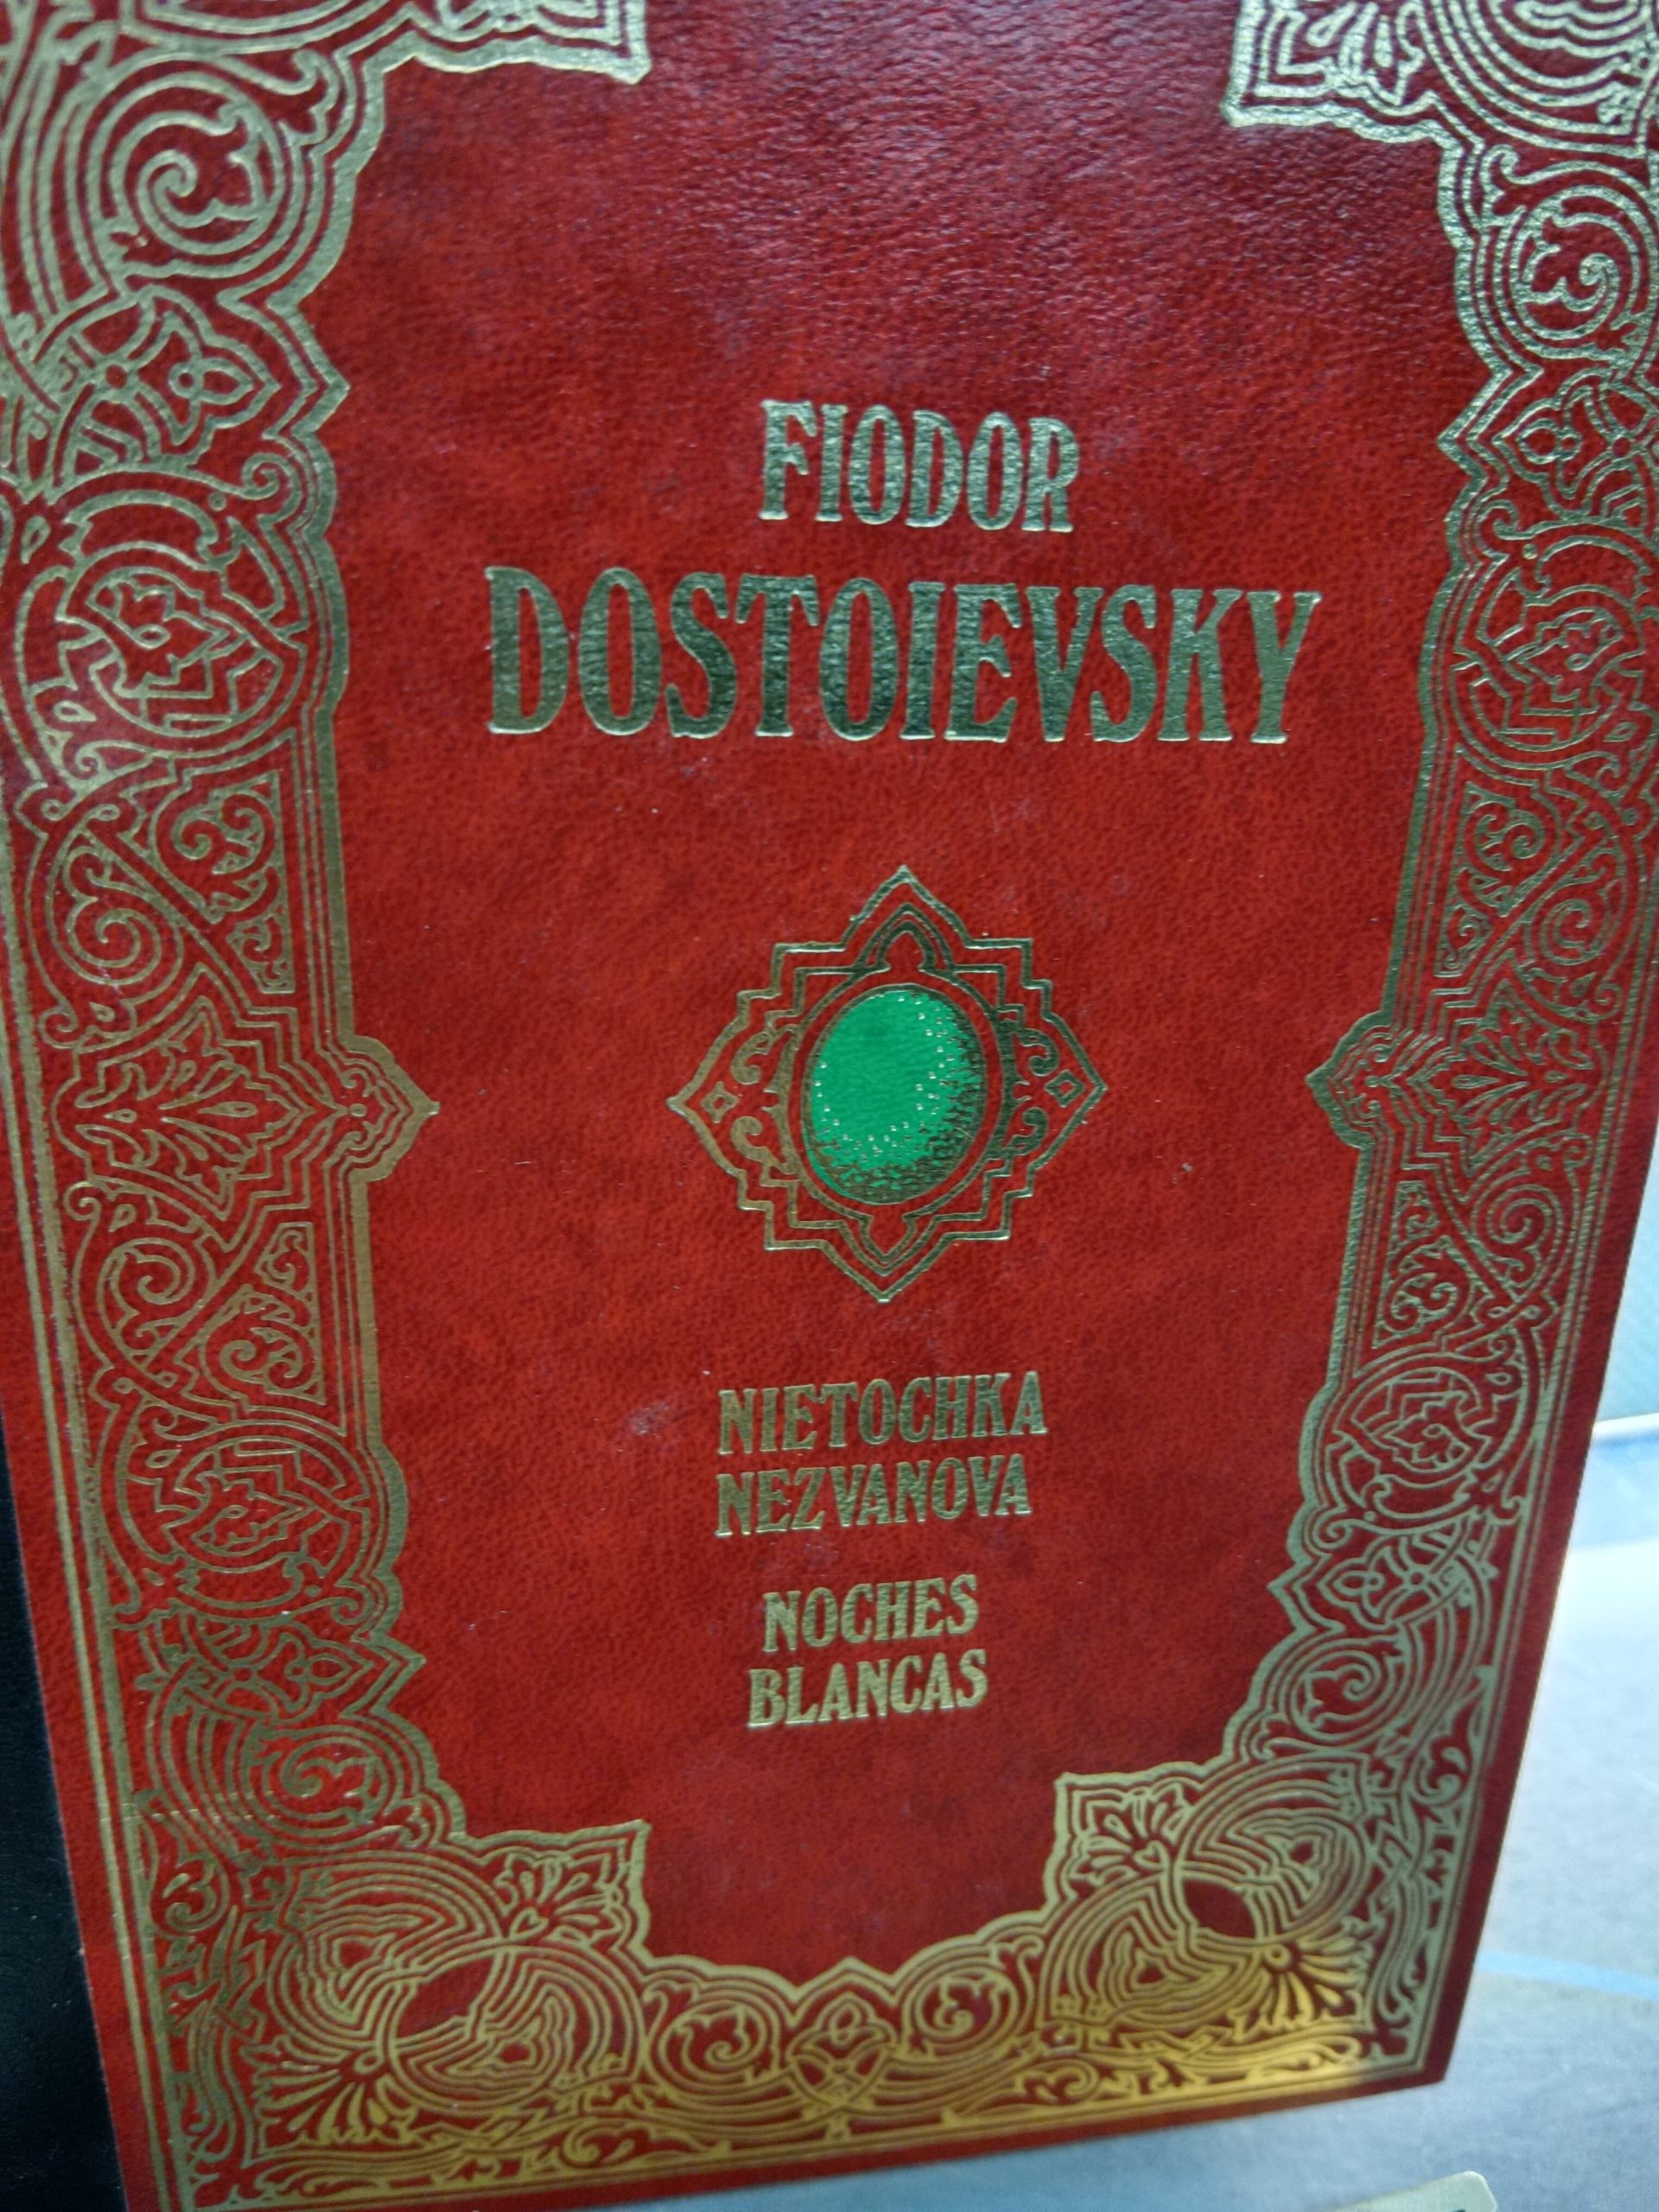 FIODOR
DOSTOIEVSKY
NIETOCHKA
NEZVANOVA
NOCHES
BLANCAS